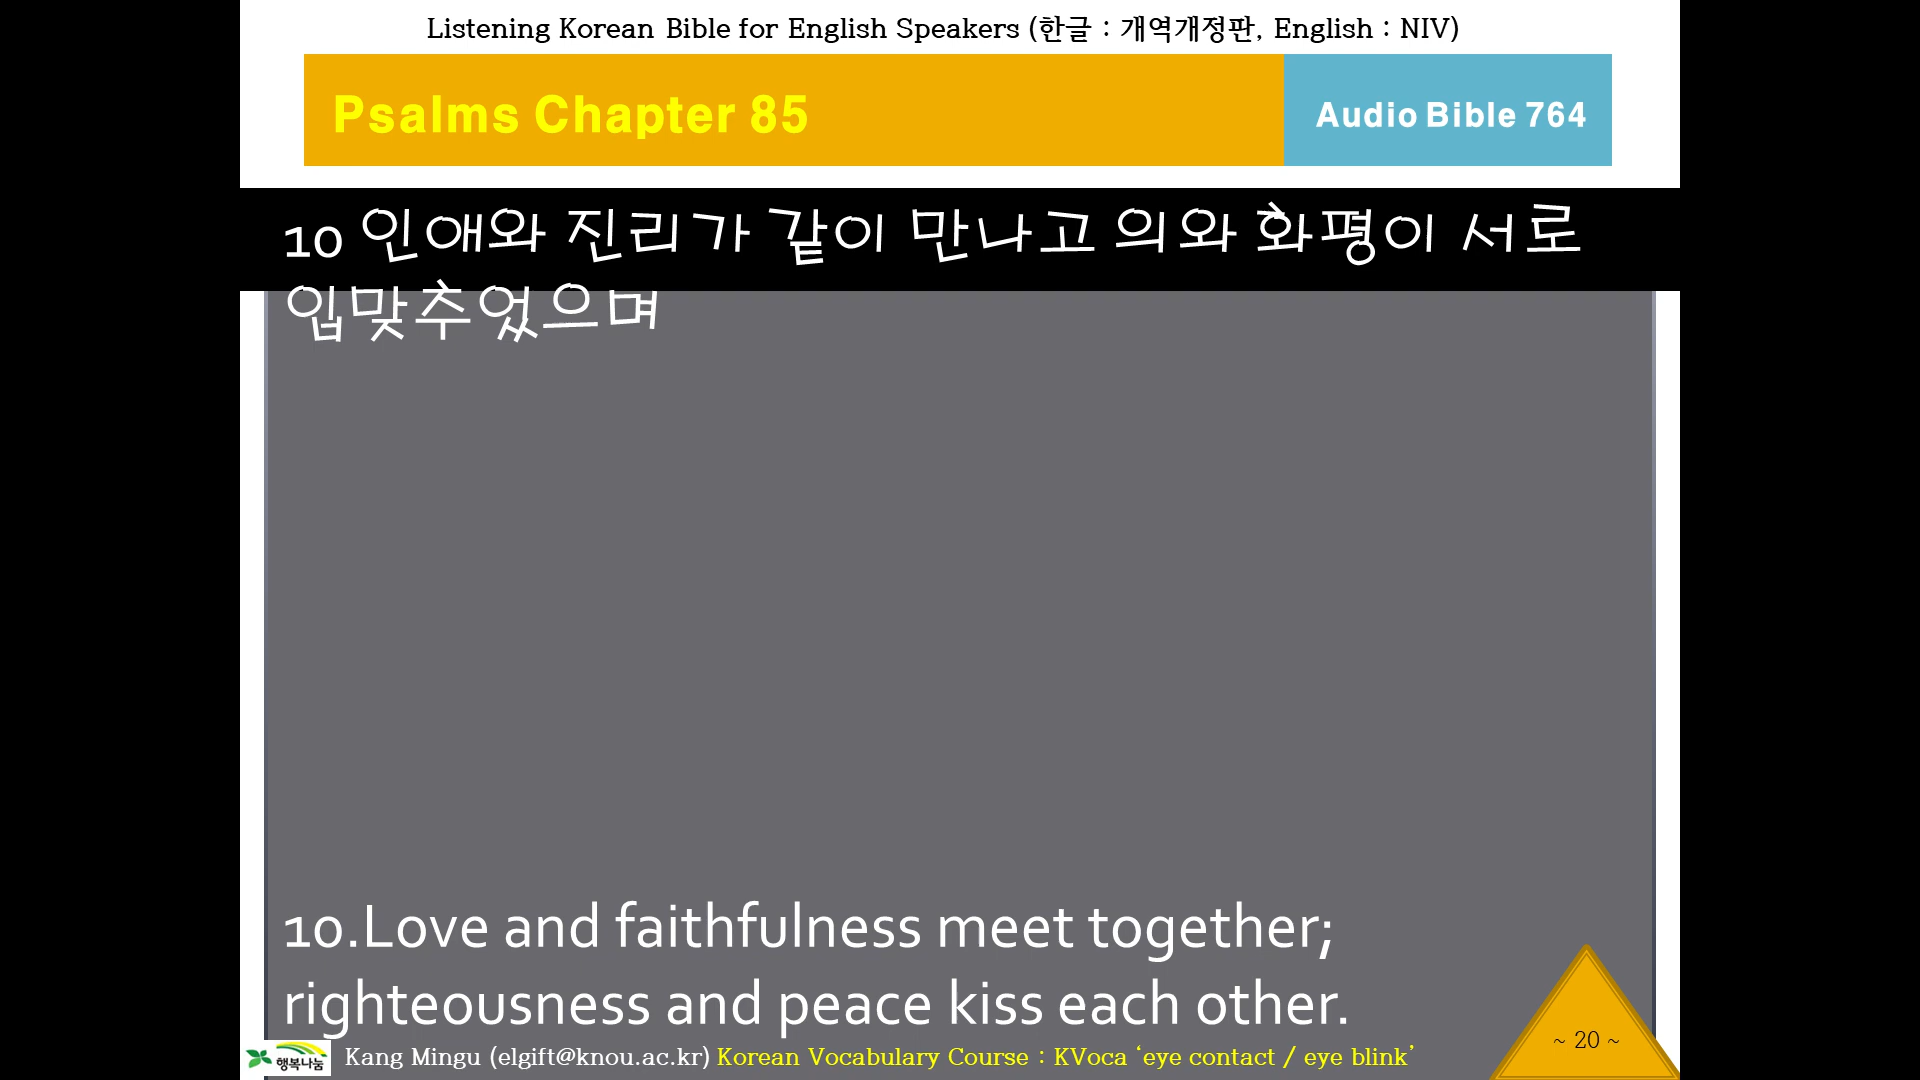 Listening Korean Bible for English Speakers (한글 : 개역개정판, English : NIV)
Psalms Chapter 85
Audio Bible 764
10 인애와 진리가 같이 만나고 의와 화평이 서로
입맞추었으며
10.Love and faithfulness meet together;
righteousness and peace kiss each other.
~ 20 ~
행복나눔
Kang Mingu (elgift@knou.ac.kr) Korean Vocabulary Course : KVoca ‘eye contact / eye blink’